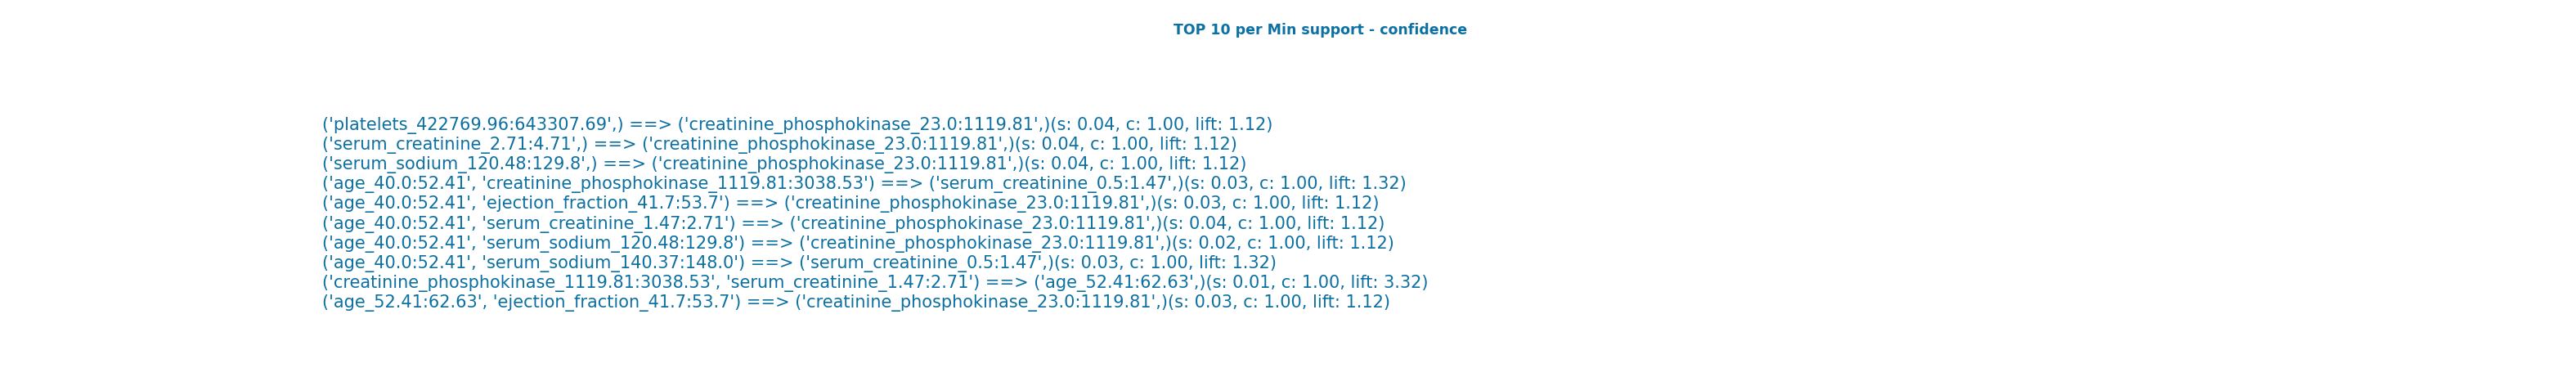 TOP 10 per Min support - confidence
('platelets_422769.96:643307.69',) ==> ('creatinine_phosphokinase_23.0:1119.81',)(s: 0.04, c: 1.00, lift: 1.12)
('serum_creatinine_2.71:4.71',) ==> ('creatinine_phosphokinase_23.0:1119.81',)(s: 0.04, c: 1.00, lift: 1.12)
('serum_sodium_120.48:129.8',) ==> ('creatinine_phosphokinase_23.0:1119.81',)(s: 0.04, c: 1.00, lift: 1.12)
('age_40.0:52.41', 'creatinine_phosphokinase_1119.81:3038.53') ==> ('serum_creatinine_0.5:1.47',)(s: 0.03, c: 1.00, lift: 1.32)
('age_40.0:52.41', 'ejection_fraction_41.7:53.7') ==> ('creatinine_phosphokinase_23.0:1119.81',)(s: 0.03, c: 1.00, lift: 1.12)
('age_40.0:52.41', 'serum_creatinine_1.47:2.71') ==> ('creatinine_phosphokinase_23.0:1119.81',)(s: 0.04, c: 1.00, lift: 1.12)
('age_40.0:52.41', 'serum_sodium_120.48:129.8') ==> ('creatinine_phosphokinase_23.0:1119.81',)(s: 0.02, c: 1.00, lift: 1.12)
('age_40.0:52.41', 'serum_sodium_140.37:148.0') ==> ('serum_creatinine_0.5:1.47',)(s: 0.03, c: 1.00, lift: 1.32)
('creatinine_phosphokinase_1119.81:3038.53', 'serum_creatinine_1.47:2.71') ==> ('age_52.41:62.63',)(s: 0.01, c: 1.00, lift: 3.32)
('age_52.41:62.63', 'ejection_fraction_41.7:53.7') ==> ('creatinine_phosphokinase_23.0:1119.81',)(s: 0.03, c: 1.00, lift: 1.12)